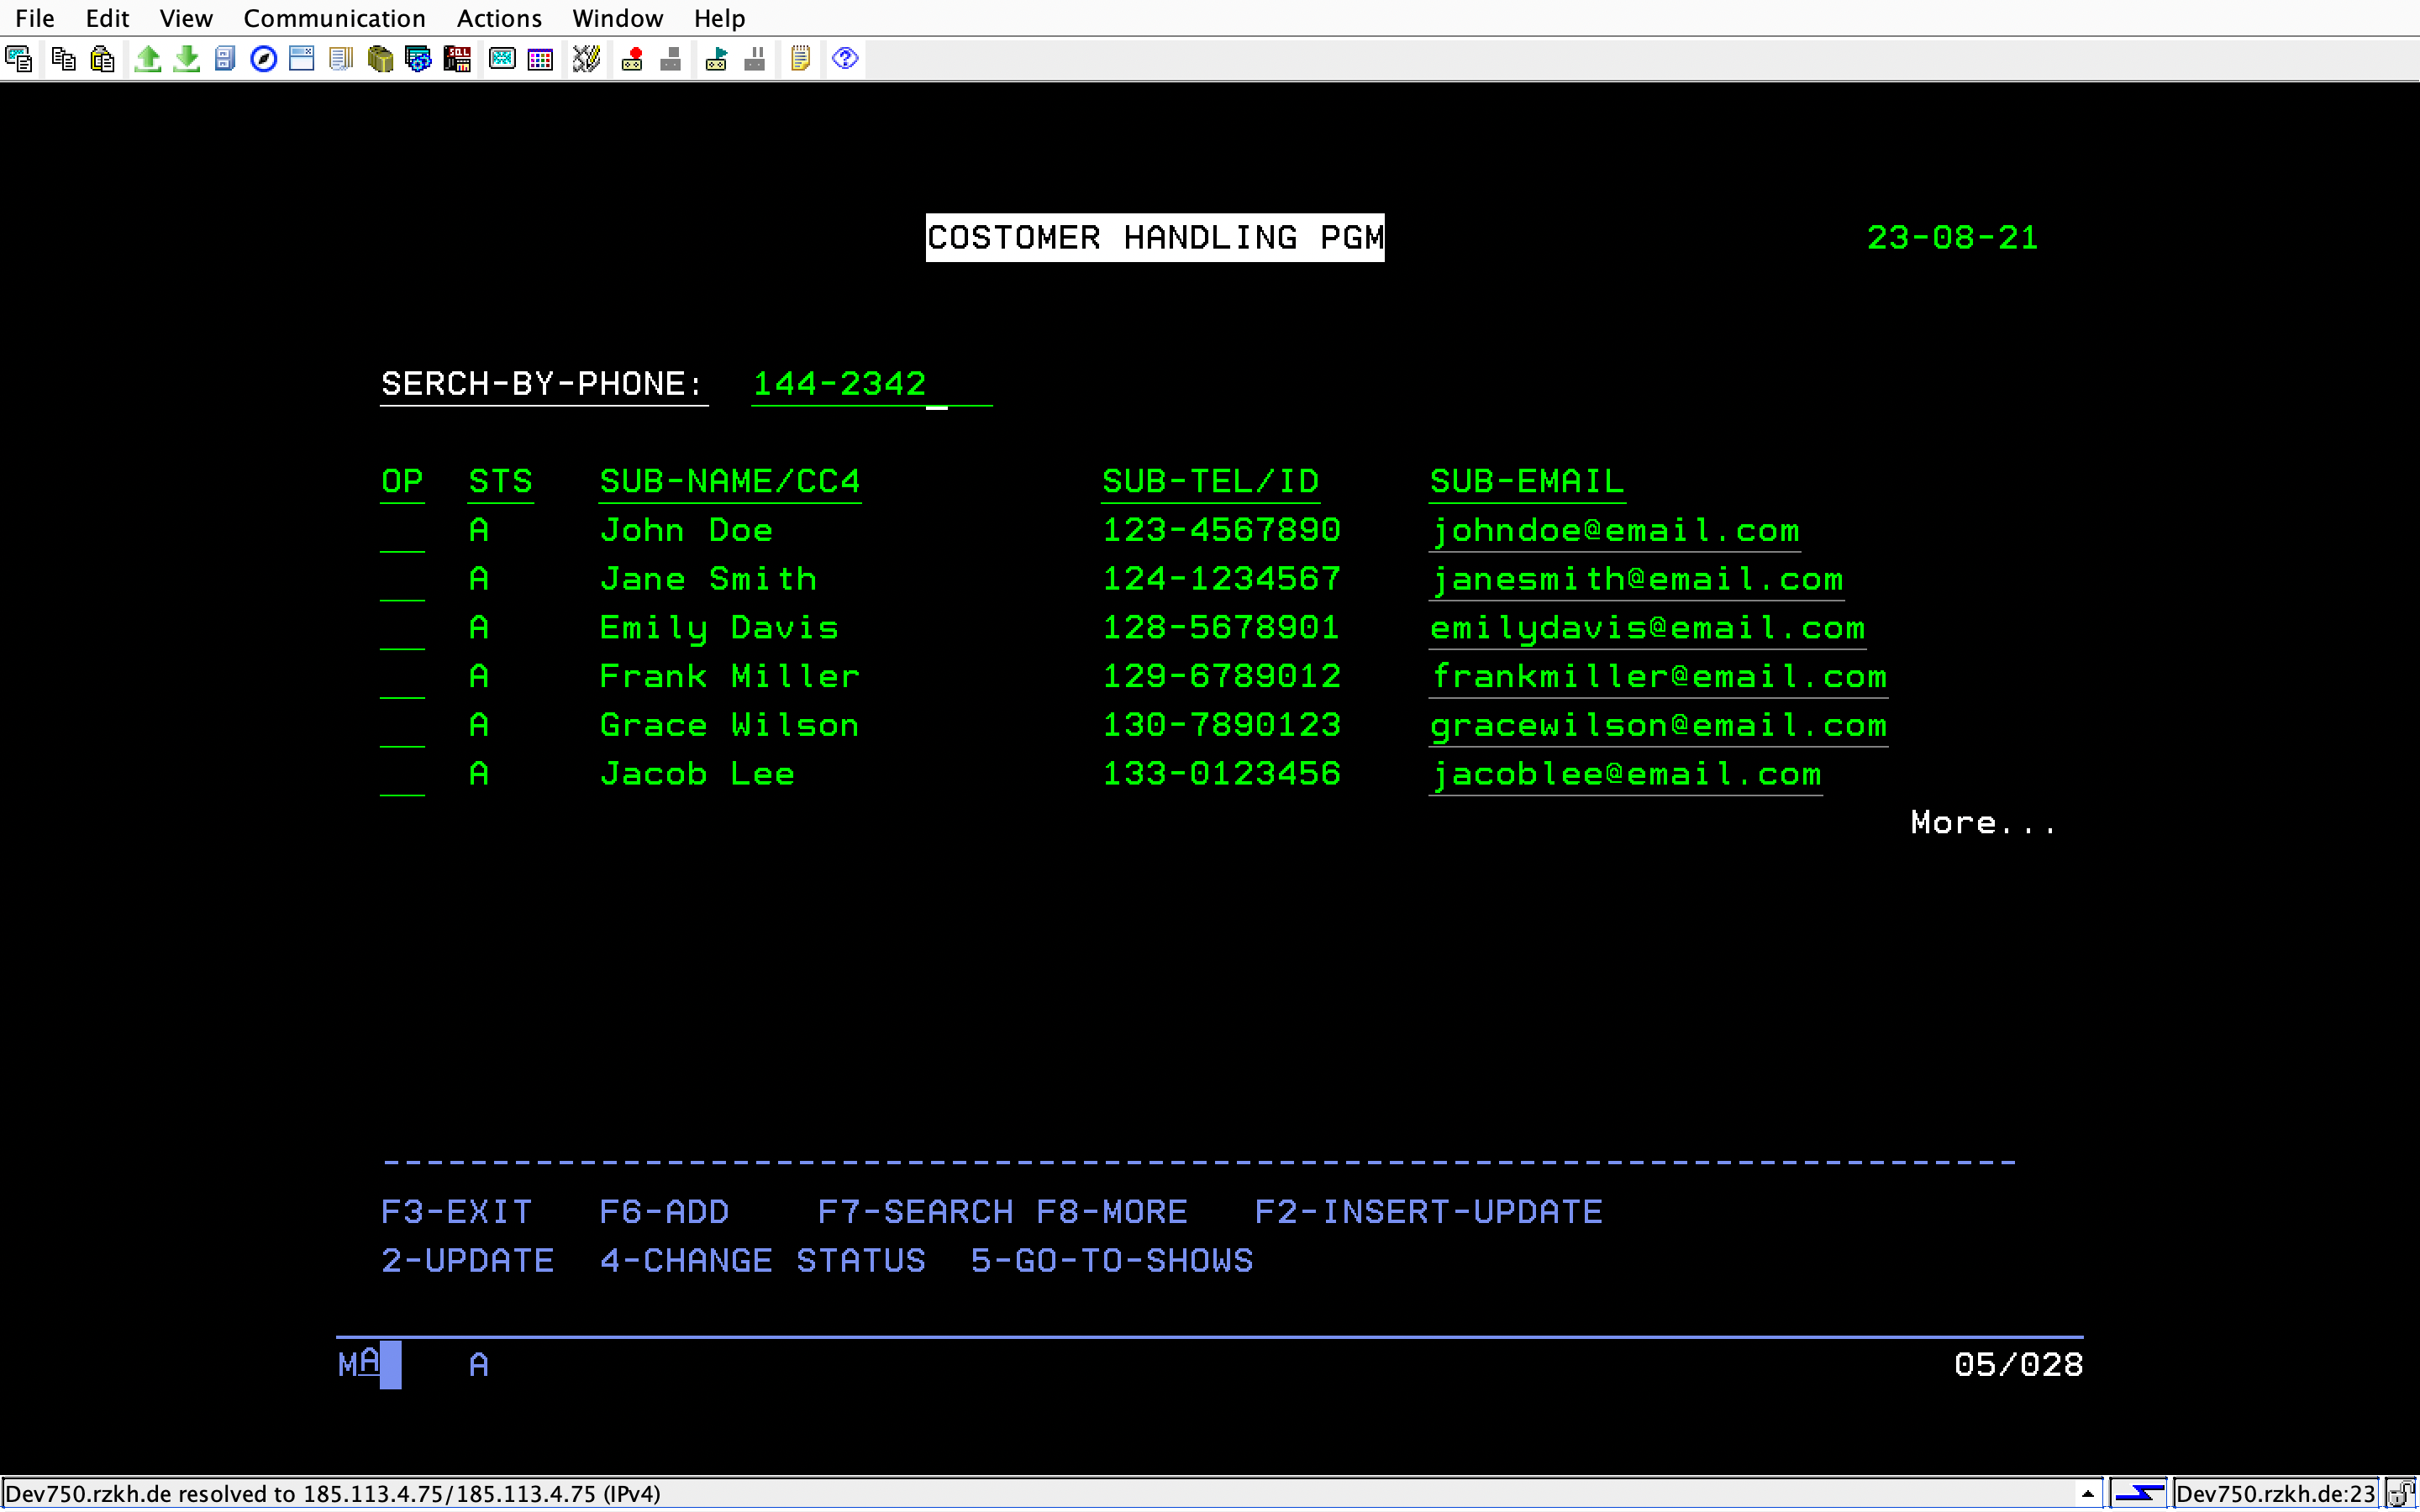 File Edit View Communication Actions Window Help
COSTOMER HANDLING PGM 23-08-21
SERCH-BY-PHONE: 144-2342
OP STS SUB-NAME/CC4 SUB-TEL/ID SUB-EMAIL
A John Doe 123-4567890 johndoe@email.com
A Jane Smith 124-1234567 janesmith@email.com
A Emily Davis 128-5678901 emilydavis@email.com
A Frank Miller 129-6789012 frankmiller@email.com
A Grace Wilson 130-7890123 gracewilson@email.com
A Jacob Lee 133-0123456 jacoblee@email.com
More...
F3-EXIT F6-ADD F7-SEARCH F8-MORE F2-INSERT-UPDATE
2-UPDATE 4-CHANGE STATUS 5-GO-TO-SHOWS
MA A 05/028
Dev750.rzkh.de resolved to 185.113.4.75/185.113.4.75 (IPv4) Dev750.rzkh.de:23